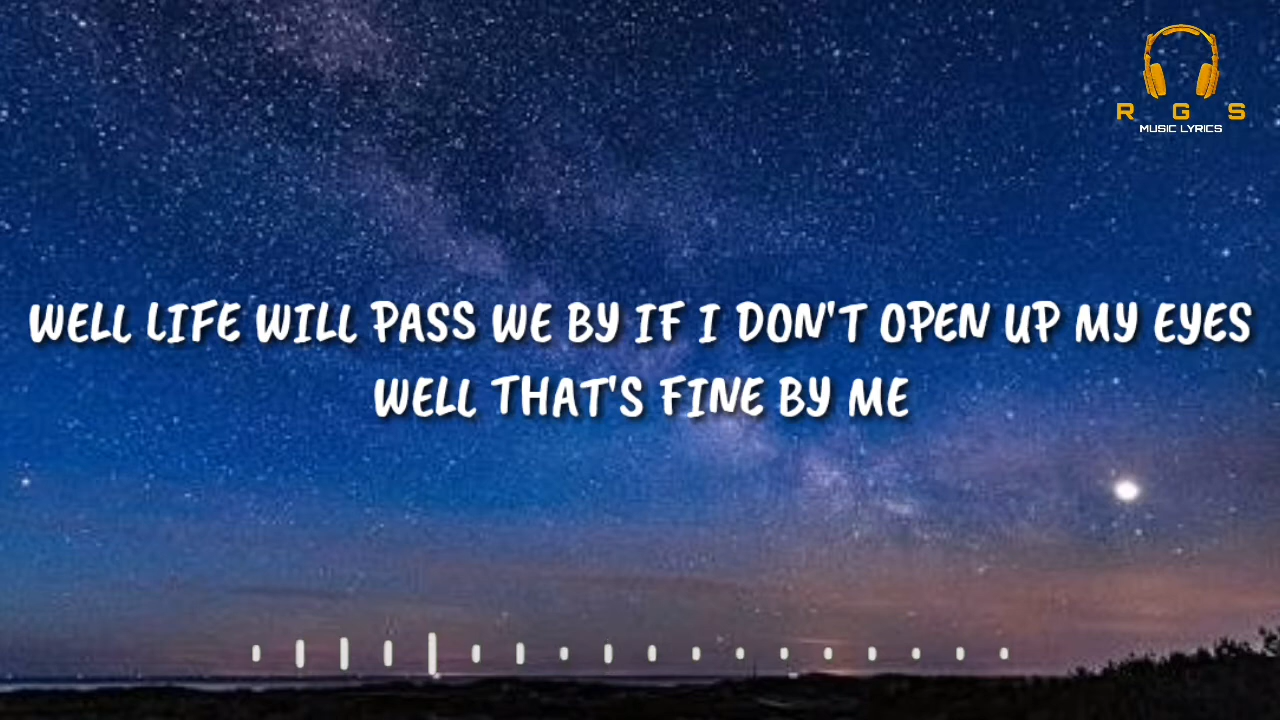 R G S
MUSIC LYRICS
WELL LIFE WILL PASS WE BY IF I DON'T OPEN UP MY EYES
WELL THAT'S FINE BY ME